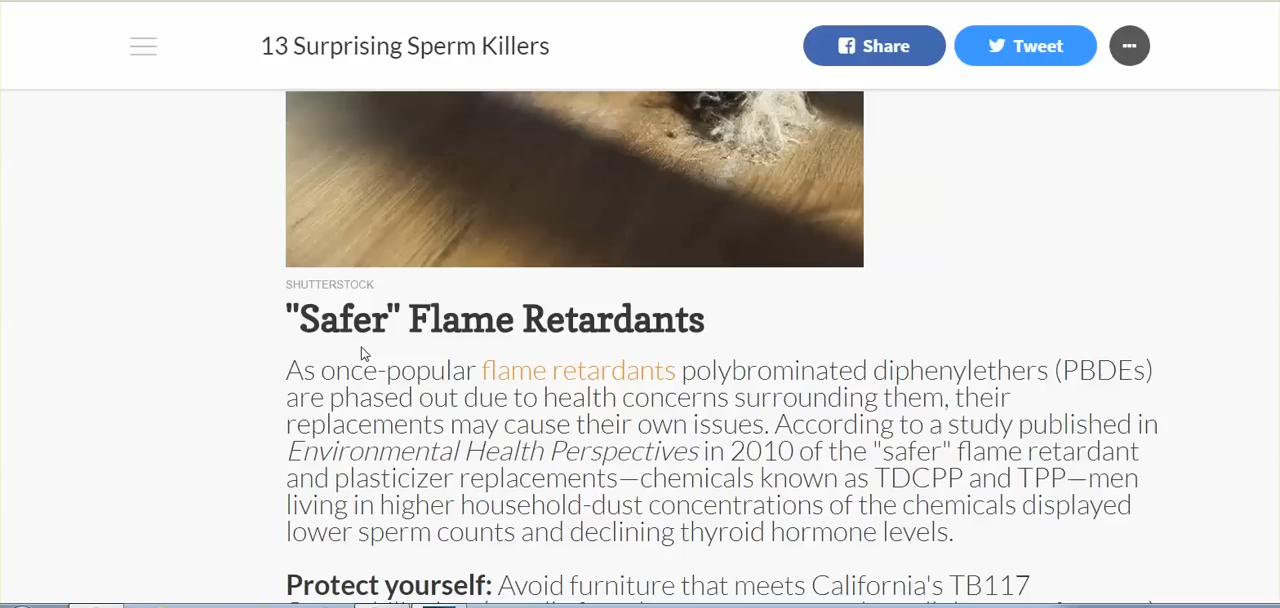 13 Surprising Sperm Killers
Share
Tweet
SHUTTERSTOCK
"Safer" Flame Retardants
As once-popular flame retardants polybrominated diphenylethers (PBDEs)
are phased out due to health concerns surrounding them, their
replacements may cause their own issues. According to a study published in
Environmental Health Perspectives in 2010 of the "safer" flame retardant
and plasticizer replacements—chemicals known as TDCPP and TPP—men
living in higher household-dust concentrations of the chemicals displayed
lower sperm counts and declining thyroid hormone levels.
Protect yourself: Avoid furniture that meets California's TB117